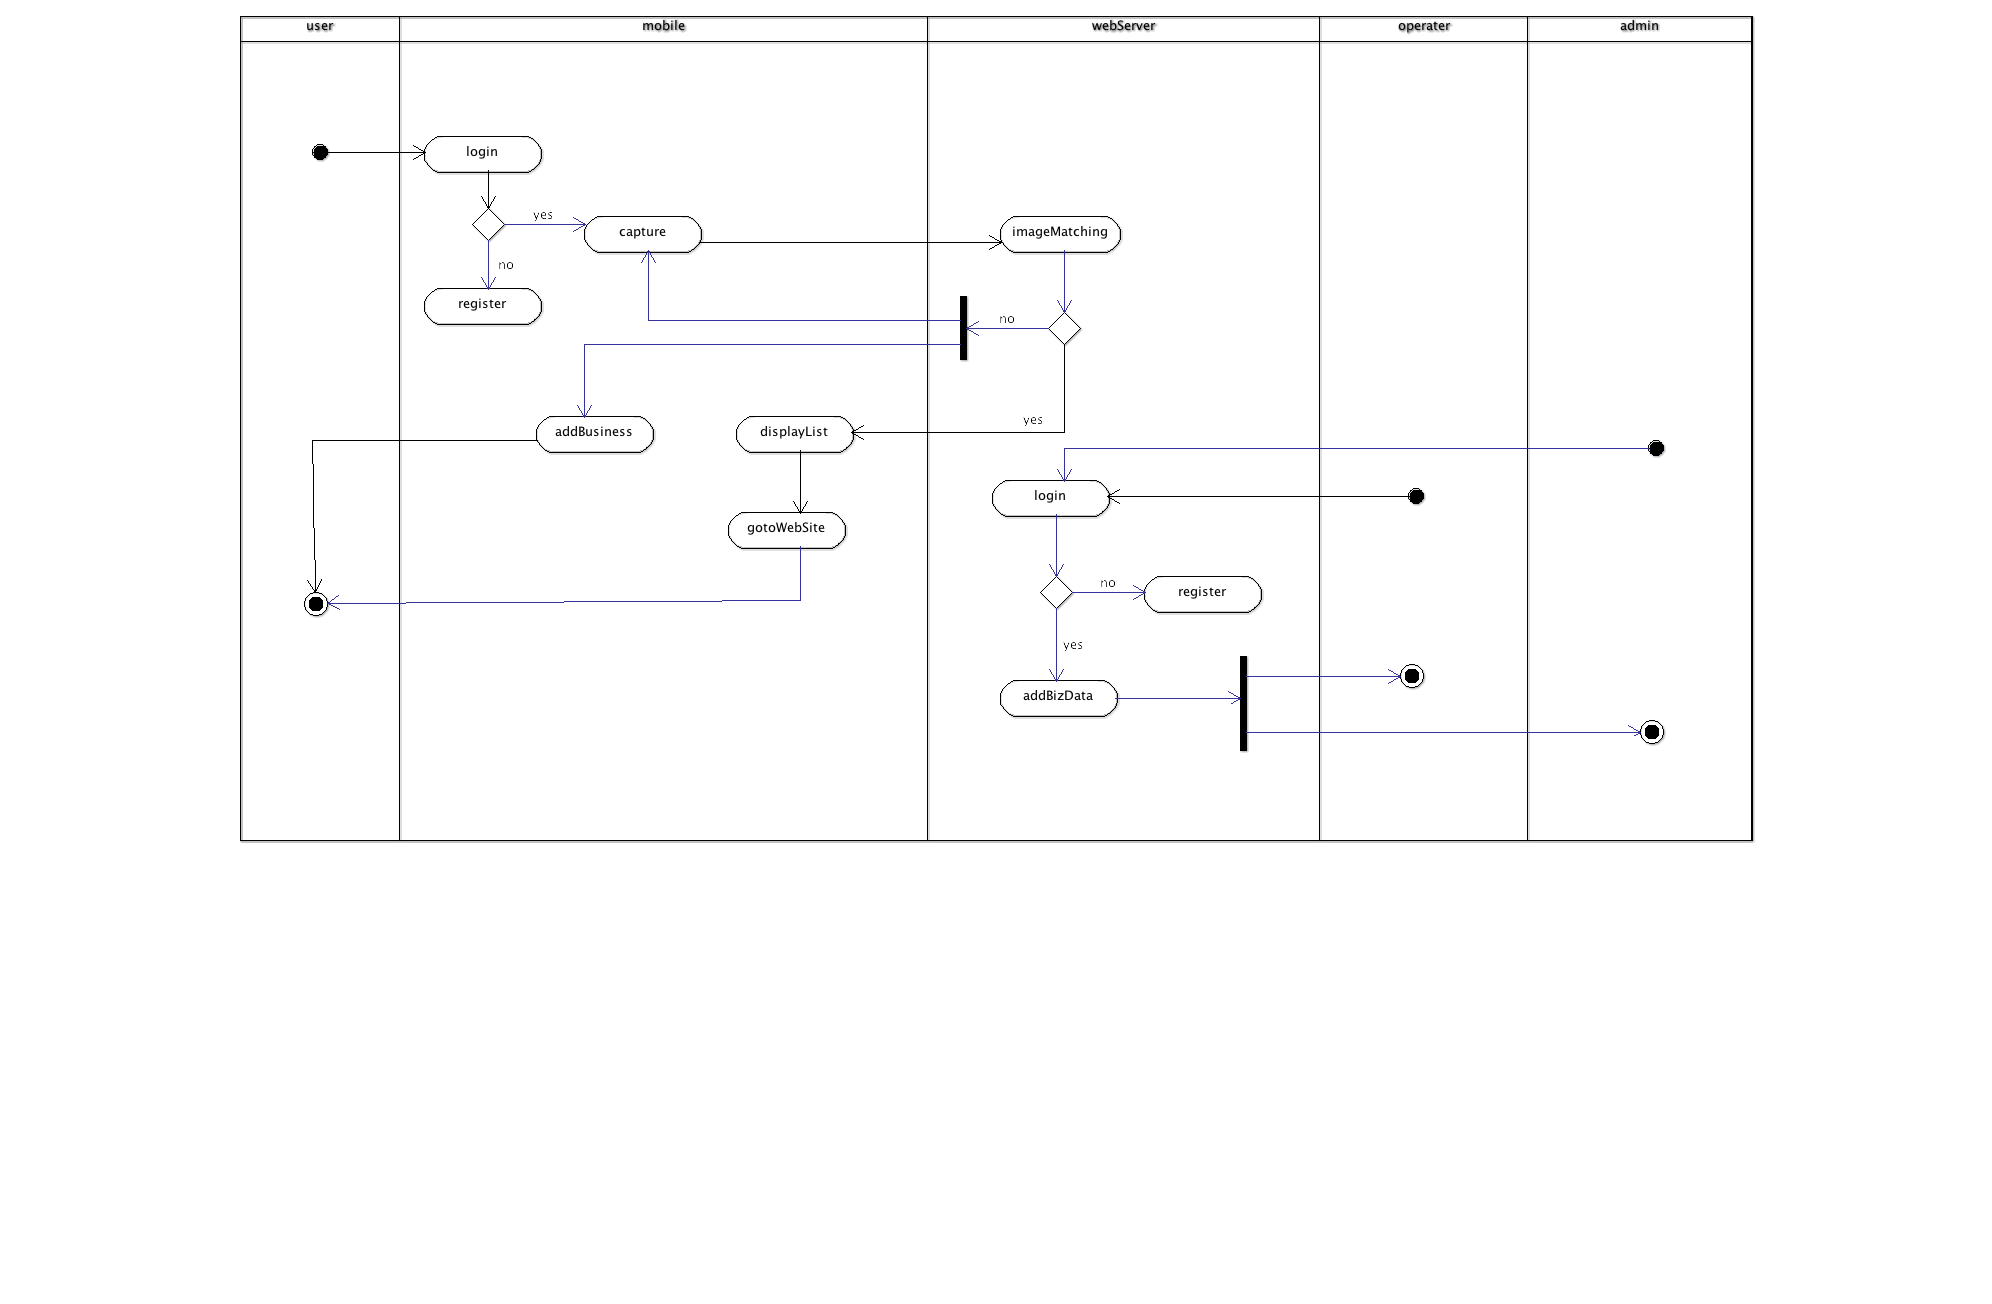 user
mobile
webServer
operater
admin
login
yes
capture
imageMatching
no
register
no
addBusiness
displayList
yes
login
gotoWebSite
no
register
yes
addBizData